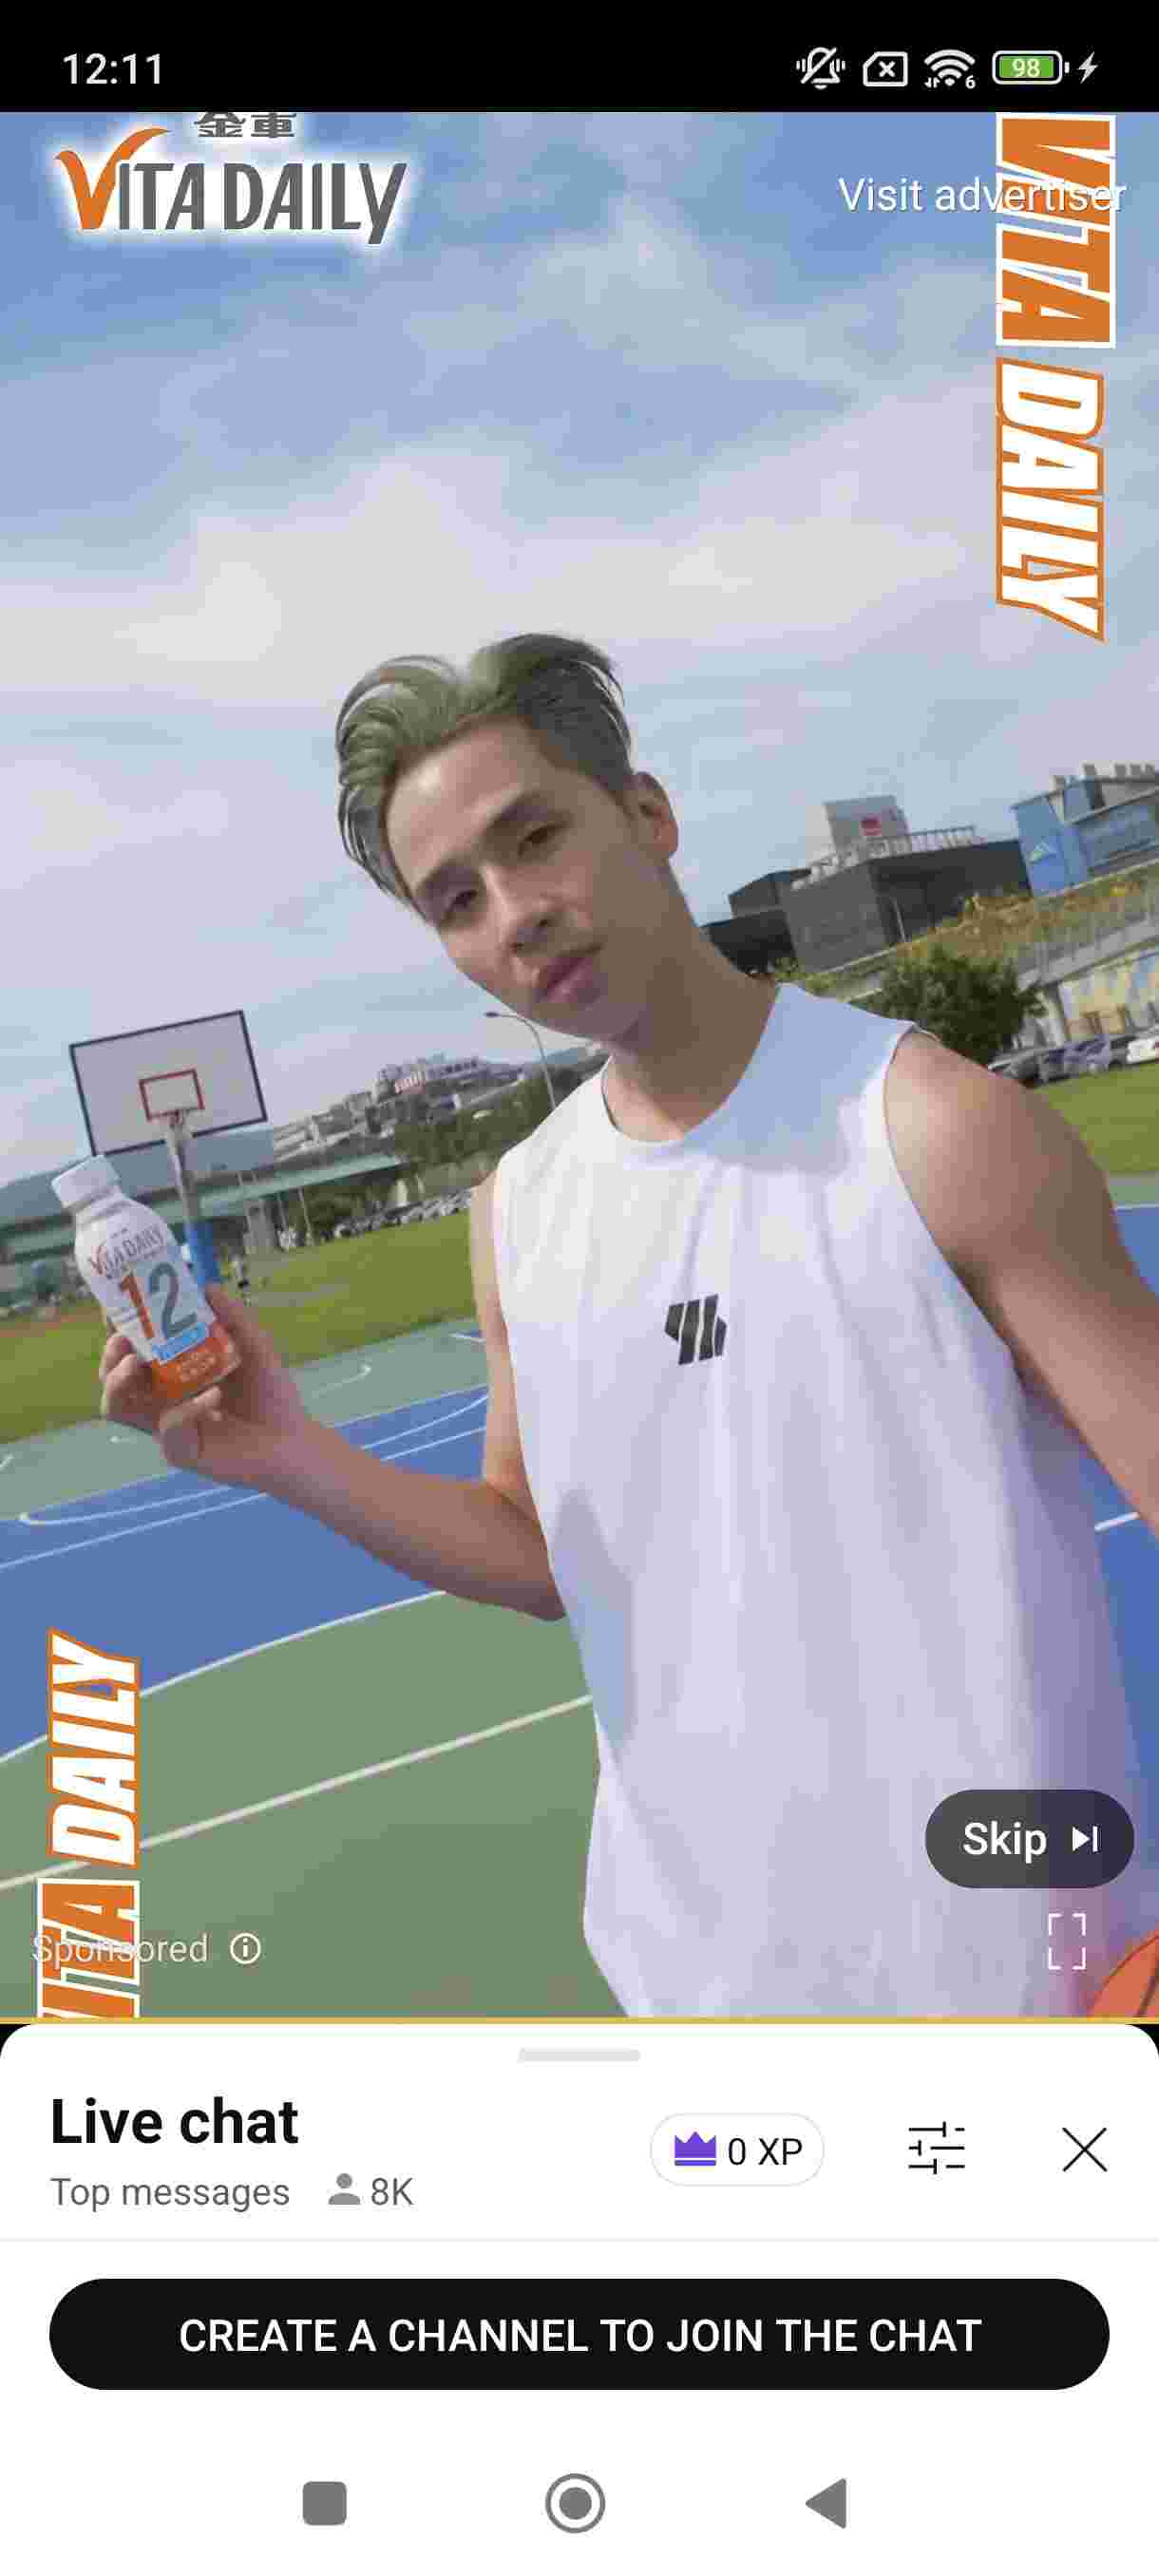 12:11
6
98
金車
VITA DAILY
Visit advertiser
VITA DAILY
VITA DAILY
12
VITA DAILY
Skip
Sponsored
Live chat
0 XP
Top messages
8K
CREATE A CHANNEL TO JOIN THE CHAT